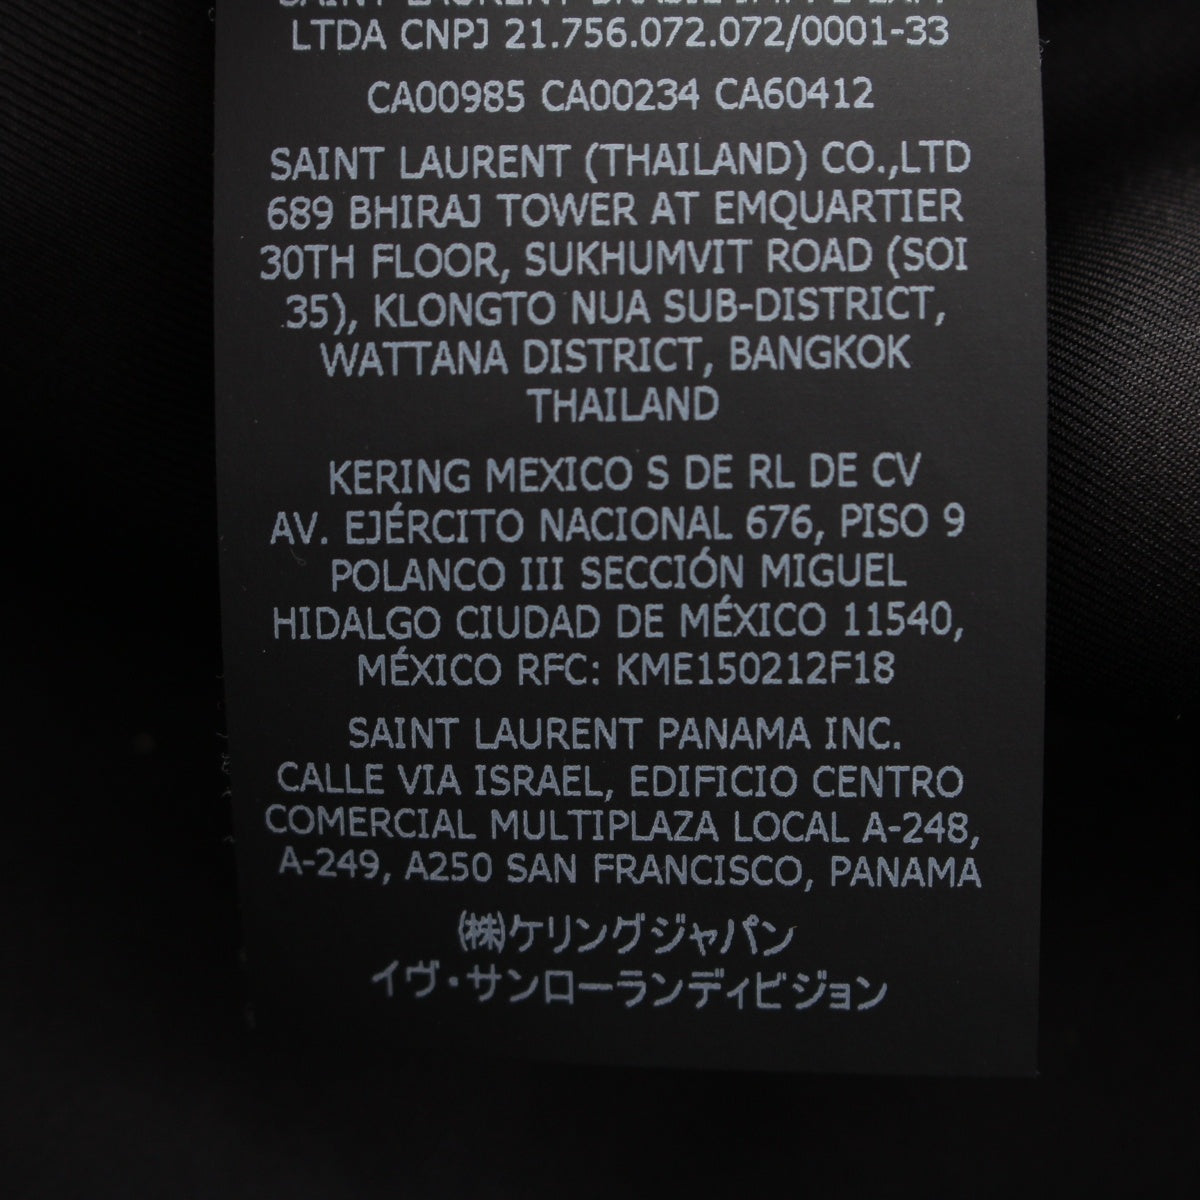 SAINT LAURENT BRASIL
LTDA CNPJ 21.756.072.072/0001-33
CA00985 CA00234 CA60412
SAINT LAURENT (THAILAND) CO.,LTD
689 BHIRAJ TOWER AT EMQUARTIER
30TH FLOOR, SUKHUMVIT ROAD (SOI
35), KLONGTO NUA SUB-DISTRICT,
WATTANA DISTRICT, BANGKOK
THAILAND
KERING MEXICO S DE RL DE CV
AV. EJÉRCITO NACIONAL 676, PISO 9
POLANCO III SECCIÓN MIGUEL
HIDALGO CIUDAD DE MÉXICO 11540,
MÉXICO RFC: KME150212F18
SAINT LAURENT PANAMA INC.
CALLE VIA ISRAEL, EDIFICIO CENTRO
COMERCIAL MULTIPLAZA LOCAL A-248,
A-249, A250 SAN FRANCISCO, PANAMA
(株)ケリングジャパン
イヴ・サンローランディビジョン